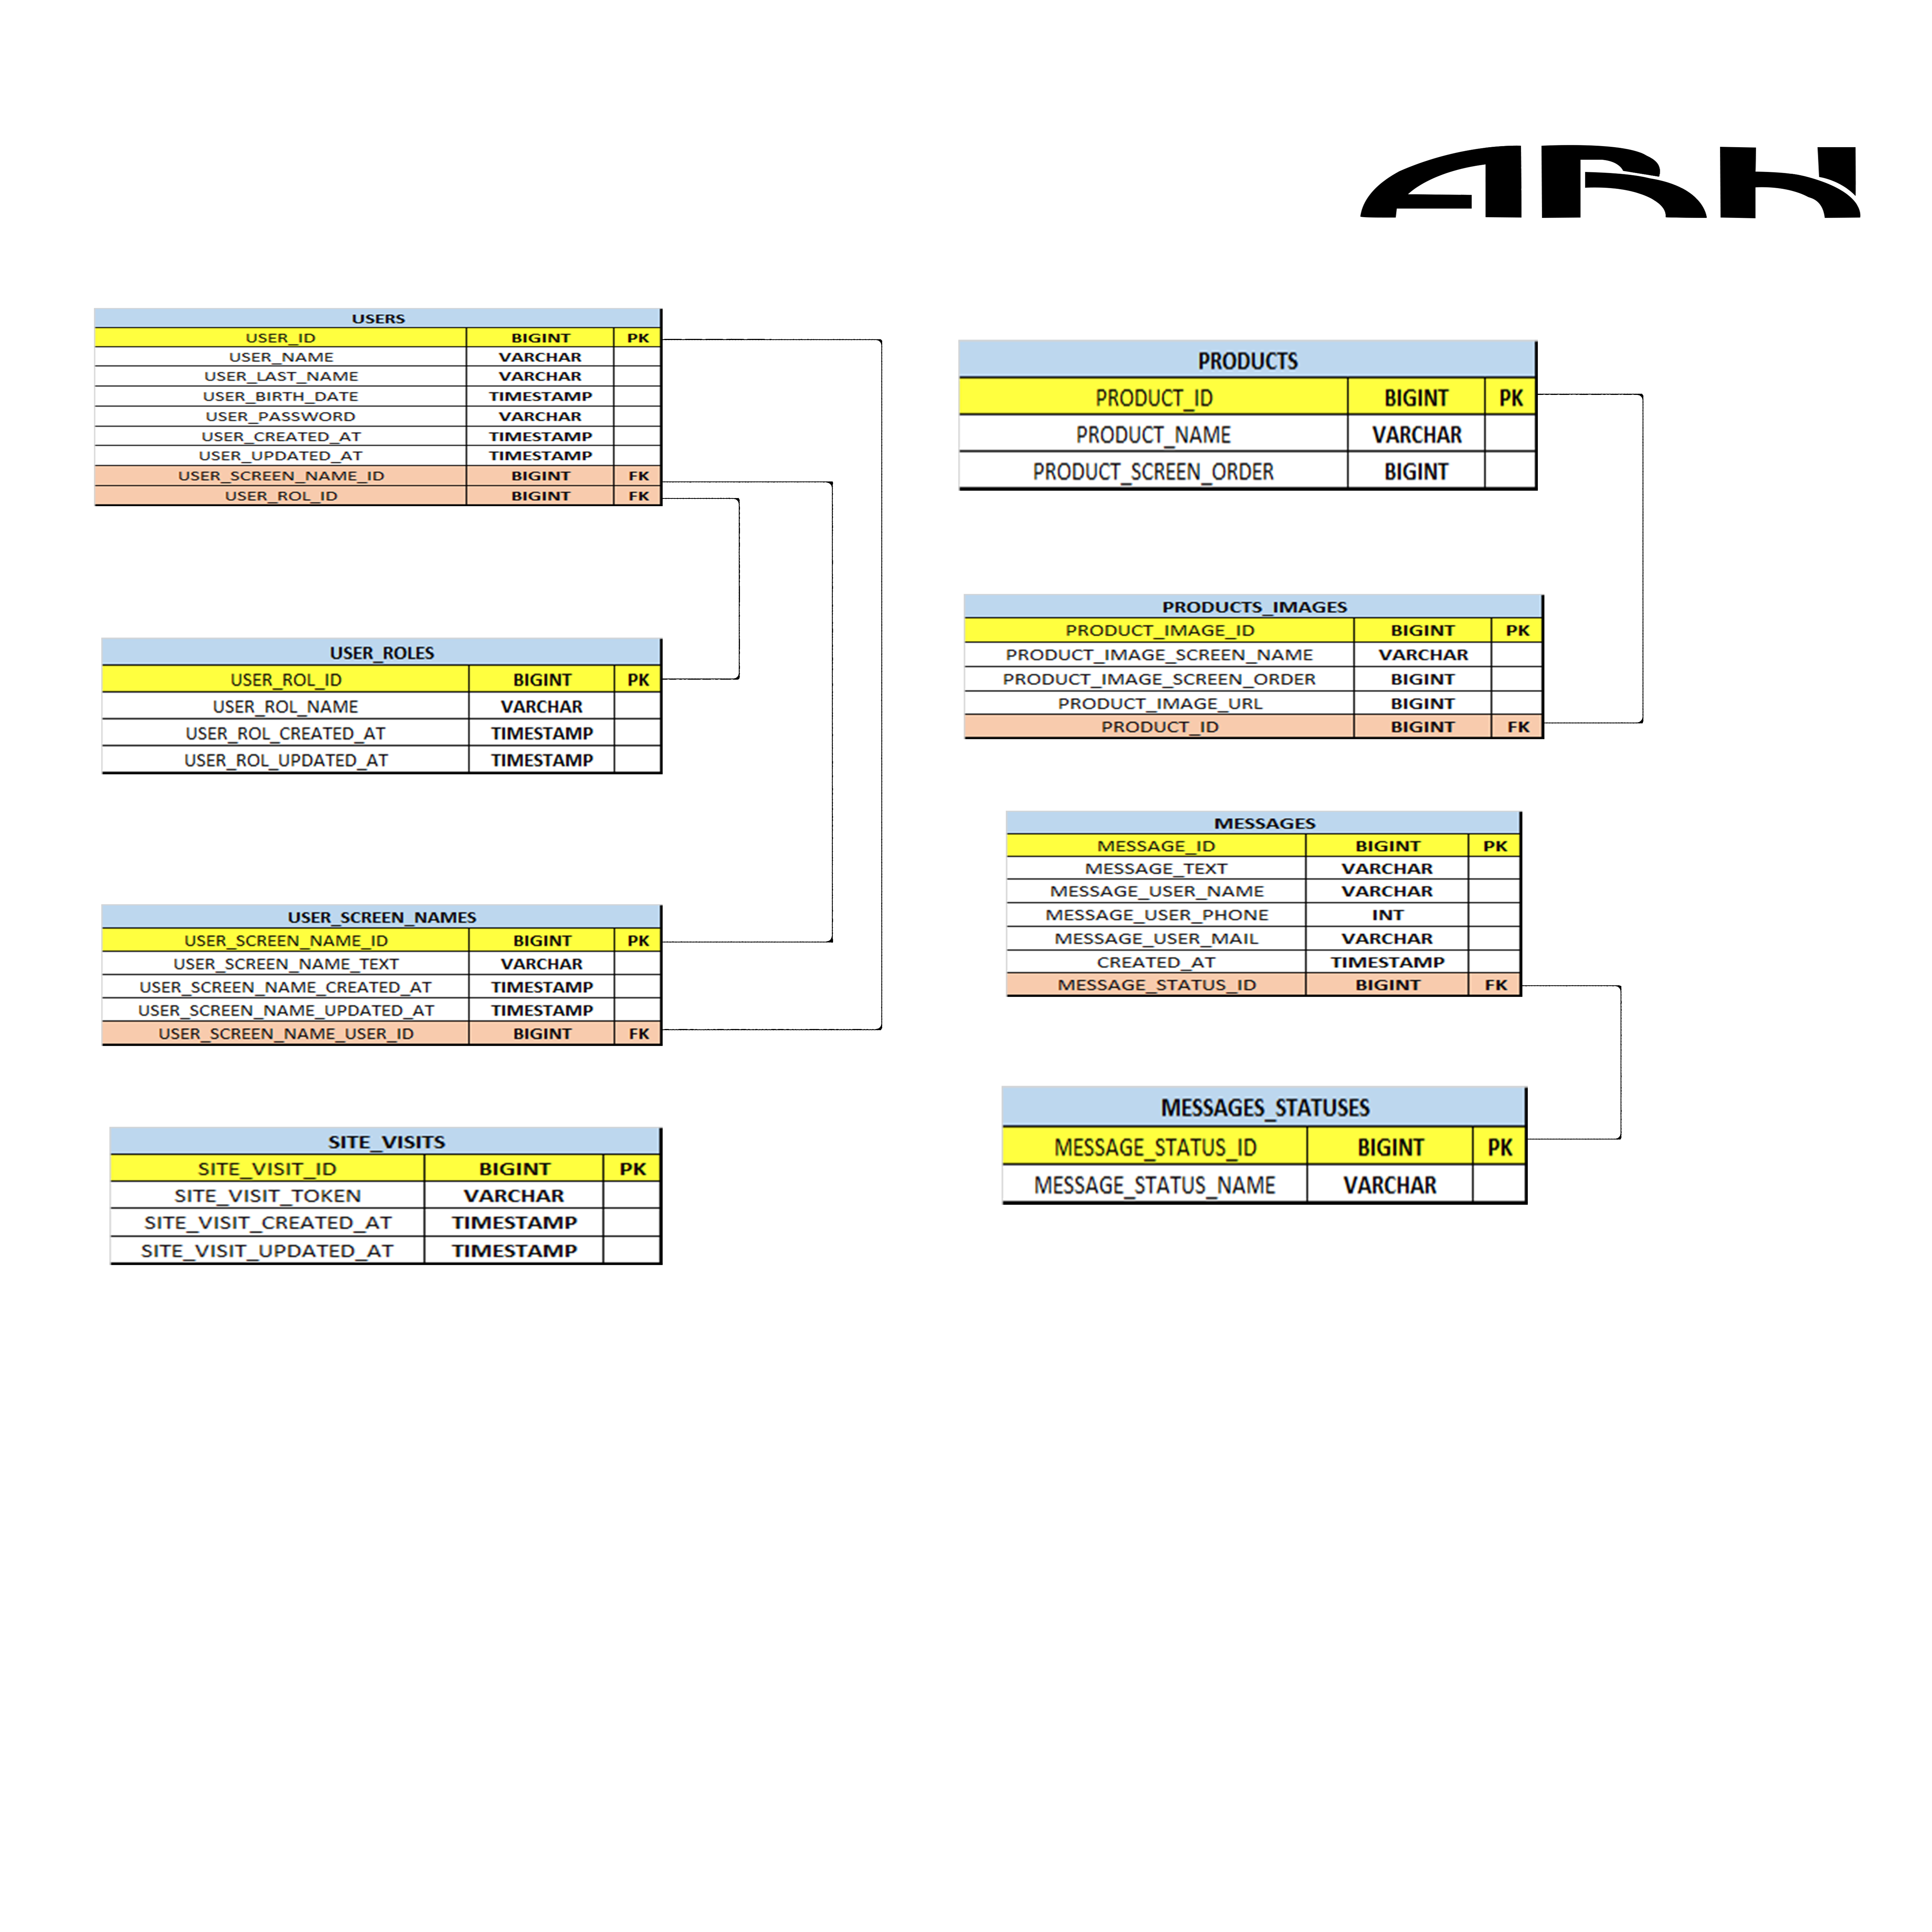 ABH
USERS
USER_ID BIGINT PK
USER_NAME VARCHAR
USER_LAST_NAME VARCHAR
USER_BIRTH_DATE TIMESTAMP
USER_PASSWORD VARCHAR
USER_CREATED_AT TIMESTAMP
USER_UPDATED_AT TIMESTAMP
USER_SCREEN_NAME_ID BIGINT FK
USER_ROL_ID BIGINT FK
USER_ROLES
USER_ROL_ID BIGINT PK
USER_ROL_NAME VARCHAR
USER_ROL_CREATED_AT TIMESTAMP
USER_ROL_UPDATED_AT TIMESTAMP
USER_SCREEN_NAMES
USER_SCREEN_NAME_ID BIGINT PK
USER_SCREEN_NAME_TEXT VARCHAR
USER_SCREEN_NAME_CREATED_AT TIMESTAMP
USER_SCREEN_NAME_UPDATED_AT TIMESTAMP
USER_SCREEN_NAME_USER_ID BIGINT FK
SITE_VISITS
SITE_VISIT_ID BIGINT PK
SITE_VISIT_TOKEN VARCHAR
SITE_VISIT_CREATED_AT TIMESTAMP
SITE_VISIT_UPDATED_AT TIMESTAMP
PRODUCTS
PRODUCT_ID BIGINT PK
PRODUCT_NAME VARCHAR
PRODUCT_SCREEN_ORDER BIGINT
PRODUCTS_IMAGES
PRODUCT_IMAGE_ID BIGINT PK
PRODUCT_IMAGE_SCREEN_NAME VARCHAR
PRODUCT_IMAGE_SCREEN_ORDER BIGINT
PRODUCT_IMAGE_URL BIGINT
PRODUCT_ID BIGINT FK
MESSAGES
MESSAGE_ID BIGINT PK
MESSAGE_TEXT VARCHAR
MESSAGE_USER_NAME VARCHAR
MESSAGE_USER_PHONE INT
MESSAGE_USER_MAIL VARCHAR
CREATED_AT TIMESTAMP
MESSAGE_STATUS_ID BIGINT FK
MESSAGES_STATUSES
MESSAGE_STATUS_ID BIGINT PK
MESSAGE_STATUS_NAME VARCHAR